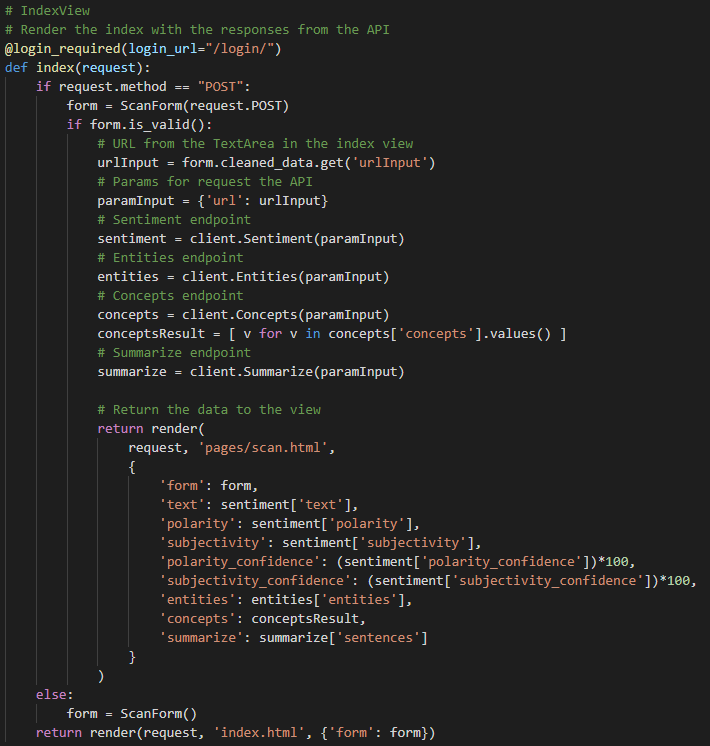 # IndexView
# Render the index with the responses from the API
@login_required(login_url="/login/")
def index(request):
    if request.method == "POST":
        form = ScanForm(request.POST)
        if form.is_valid():
            # URL from the TextArea in the index view
            urlInput = form.cleaned_data.get('urlInput')
            # Params for request the API
            paramInput = {'url': urlInput}
            # Sentiment endpoint
            sentiment = client.Sentiment(paramInput)
            # Entities endpoint
            entities = client.Entities(paramInput)
            # Concepts endpoint
            concepts = client.Concepts(paramInput)
            conceptsResult = [ v for v in concepts['concepts'].values() ]
            # Summarize endpoint
            summarize = client.Summarize(paramInput)

            # Return the data to the view
            return render(
                request, 'pages/scan.html',
                {
                    'form': form,
                    'text': sentiment['text'],
                    'polarity': sentiment['polarity'],
                    'subjectivity': sentiment['subjectivity'],
                    'polarity_confidence': (sentiment['polarity_confidence'])*100,
                    'subjectivity_confidence': (sentiment['subjectivity_confidence'])*100,
                    'entities': entities['entities'],
                    'concepts': conceptsResult,
                    'summarize': summarize['sentences']
                }
            )
    else:
        form = ScanForm()
    return render(request, 'index.html', {'form': form})